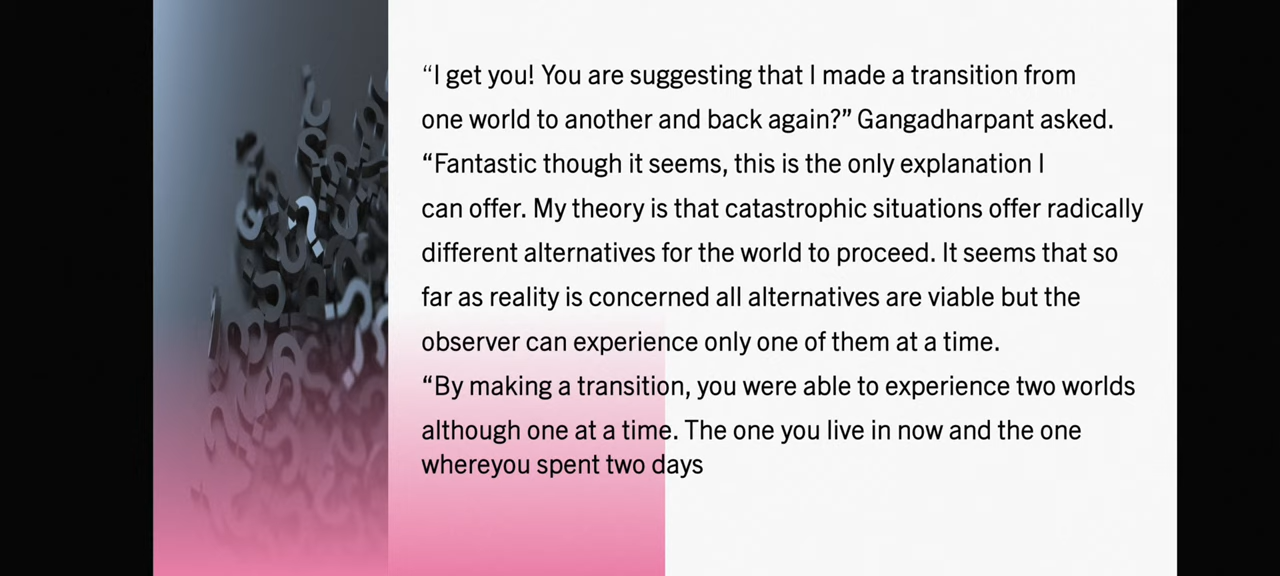 “I get you! You are suggesting that I made a transition from
one world to another and back again?” Gangadharpant asked.
“Fantastic though it seems, this is the only explanation I
can offer. My theory is that catastrophic situations offer radically
different alternatives for the world to proceed. It seems that so
far as reality is concerned all alternatives are viable but the
observer can experience only one of them at a time.
“By making a transition, you were able to experience two worlds
although one at a time. The one you live in now and the one
whereyou spent two days